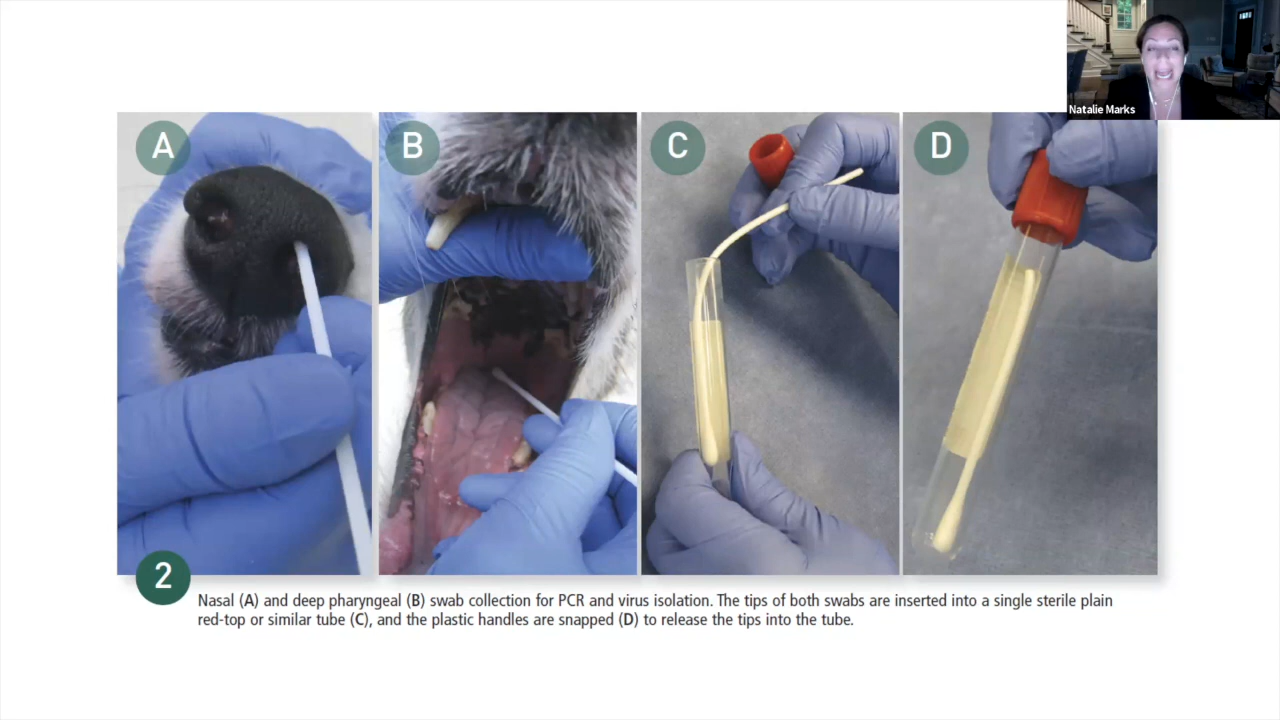 Natalie Marks
A
B
C
D
2
Nasal (A) and deep pharyngeal (B) swab collection for PCR and virus isolation. The tips of both swabs are inserted into a single sterile plain
red-top or similar tube (C), and the plastic handles are snapped (D) to release the tips into the tube.